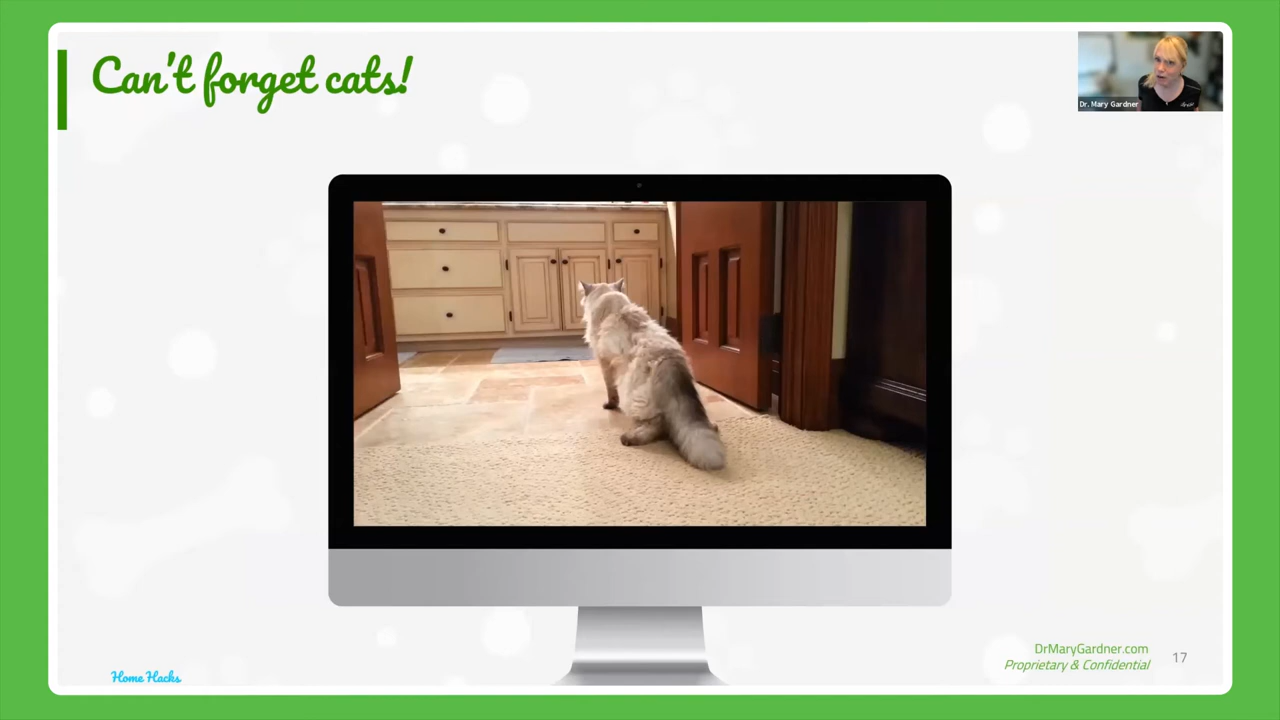 Can't forget cats!
Dr. Mary Gardner
DrMaryGardner.com
Proprietary & Confidential
17
Home Hacks